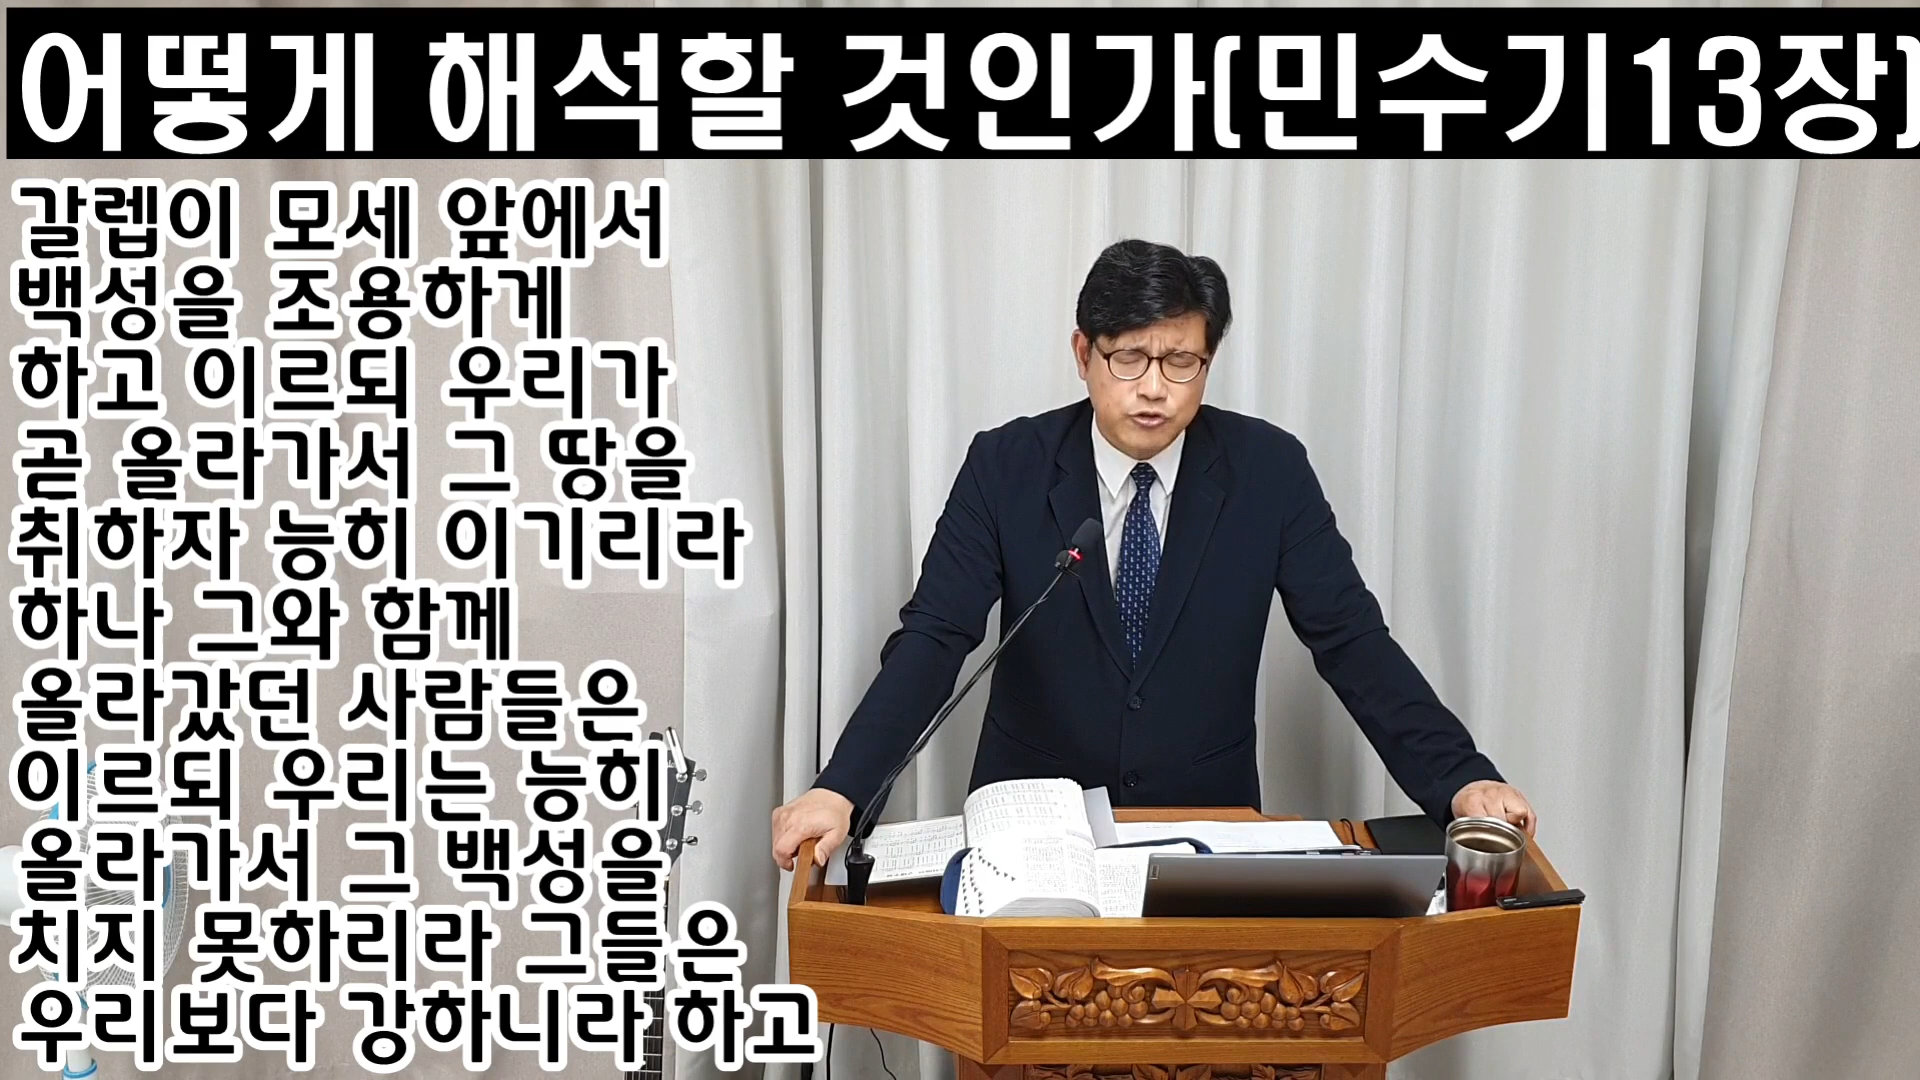 어떻게 해석할 것인가(민수기13장)
갈렙이 모세 앞에서
백성을 조용하게
하고 이르되 우리가
곧 올라가서 그 땅을
취하자 능히 이기리라
하나 그와 함께
올라갔던 사람들은
이르되 우리는 능히
올라가서 그 백성을
치지 못하리라 그들은
우리보다 강하니라 하고